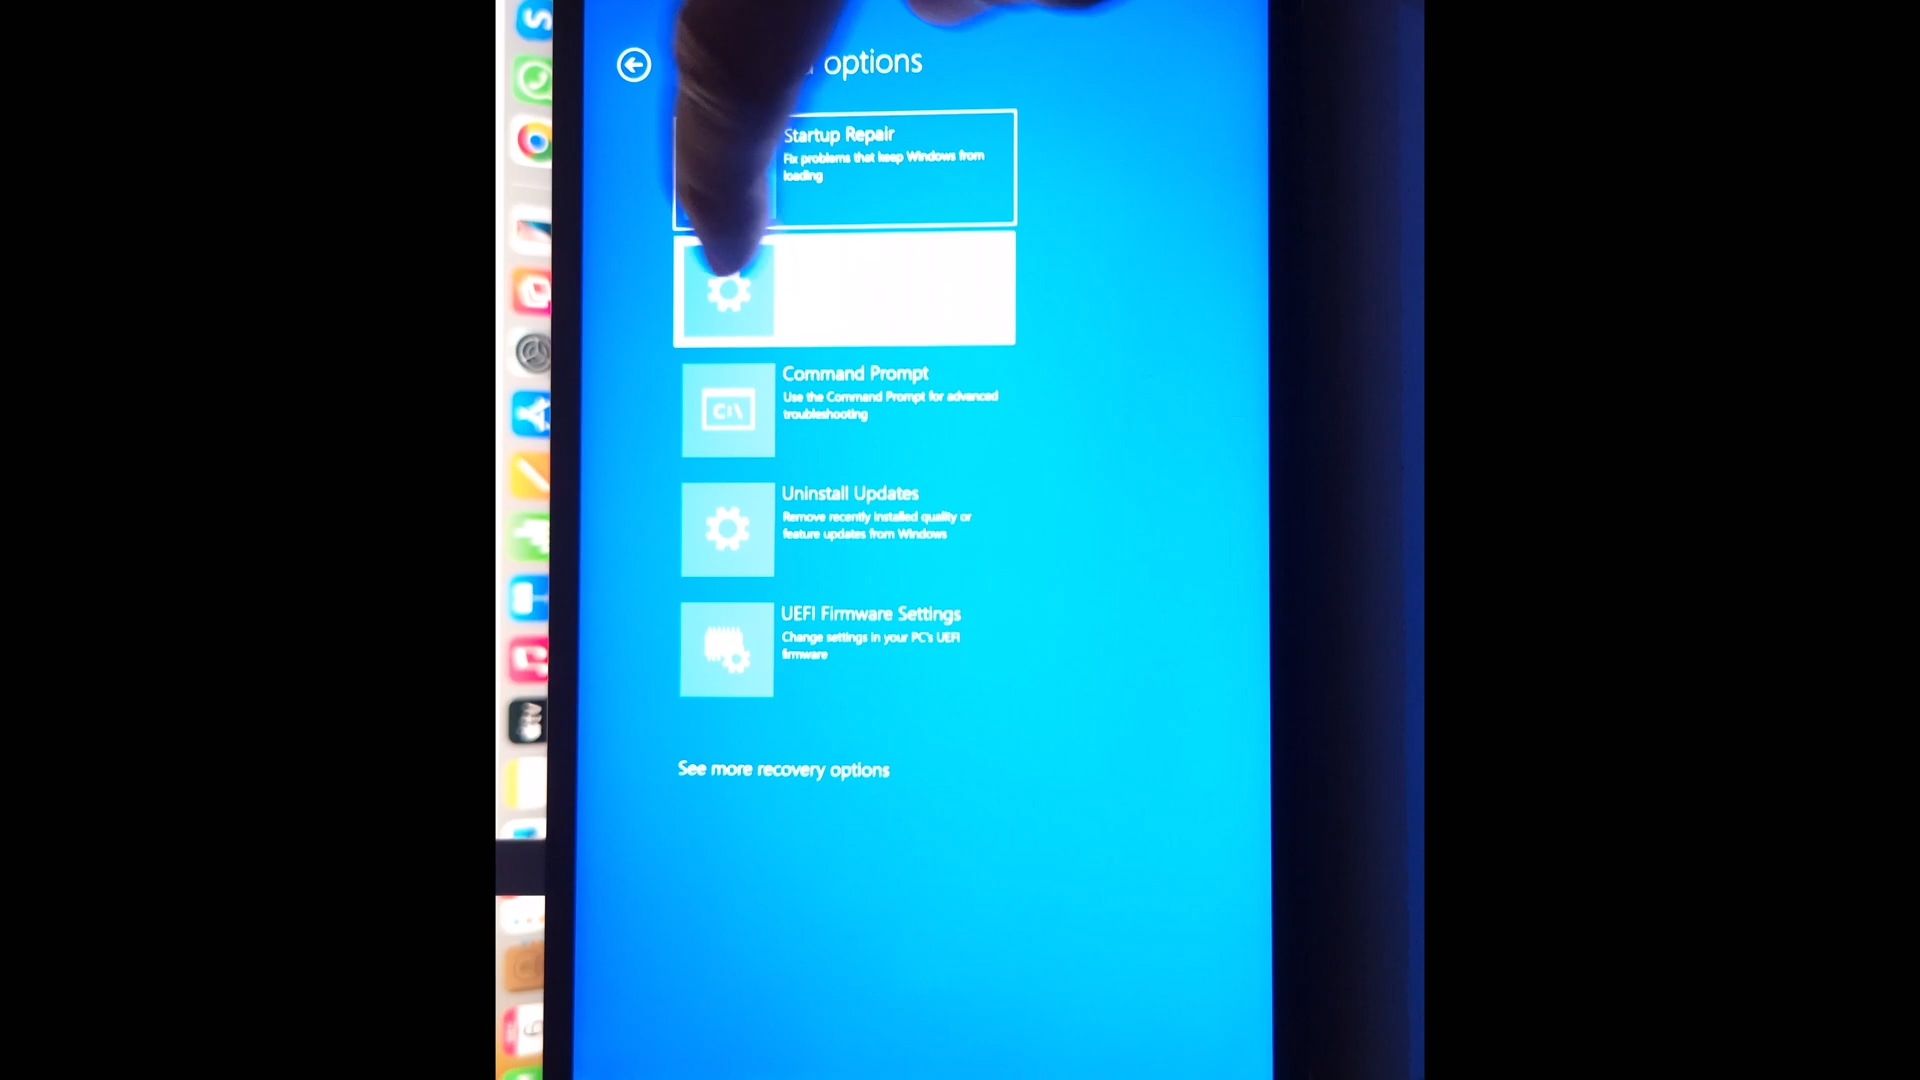 options
Startup Repair
Fix problems that keep Windows from
loading
Command Prompt
Use the Command Prompt for advanced
troubleshooting
C:\
Uninstall Updates
Remove recently installed quality or
feature updates from Windows
UEFI Firmware Settings
Change settings in your PC's UEFI
firmware
See more recovery options